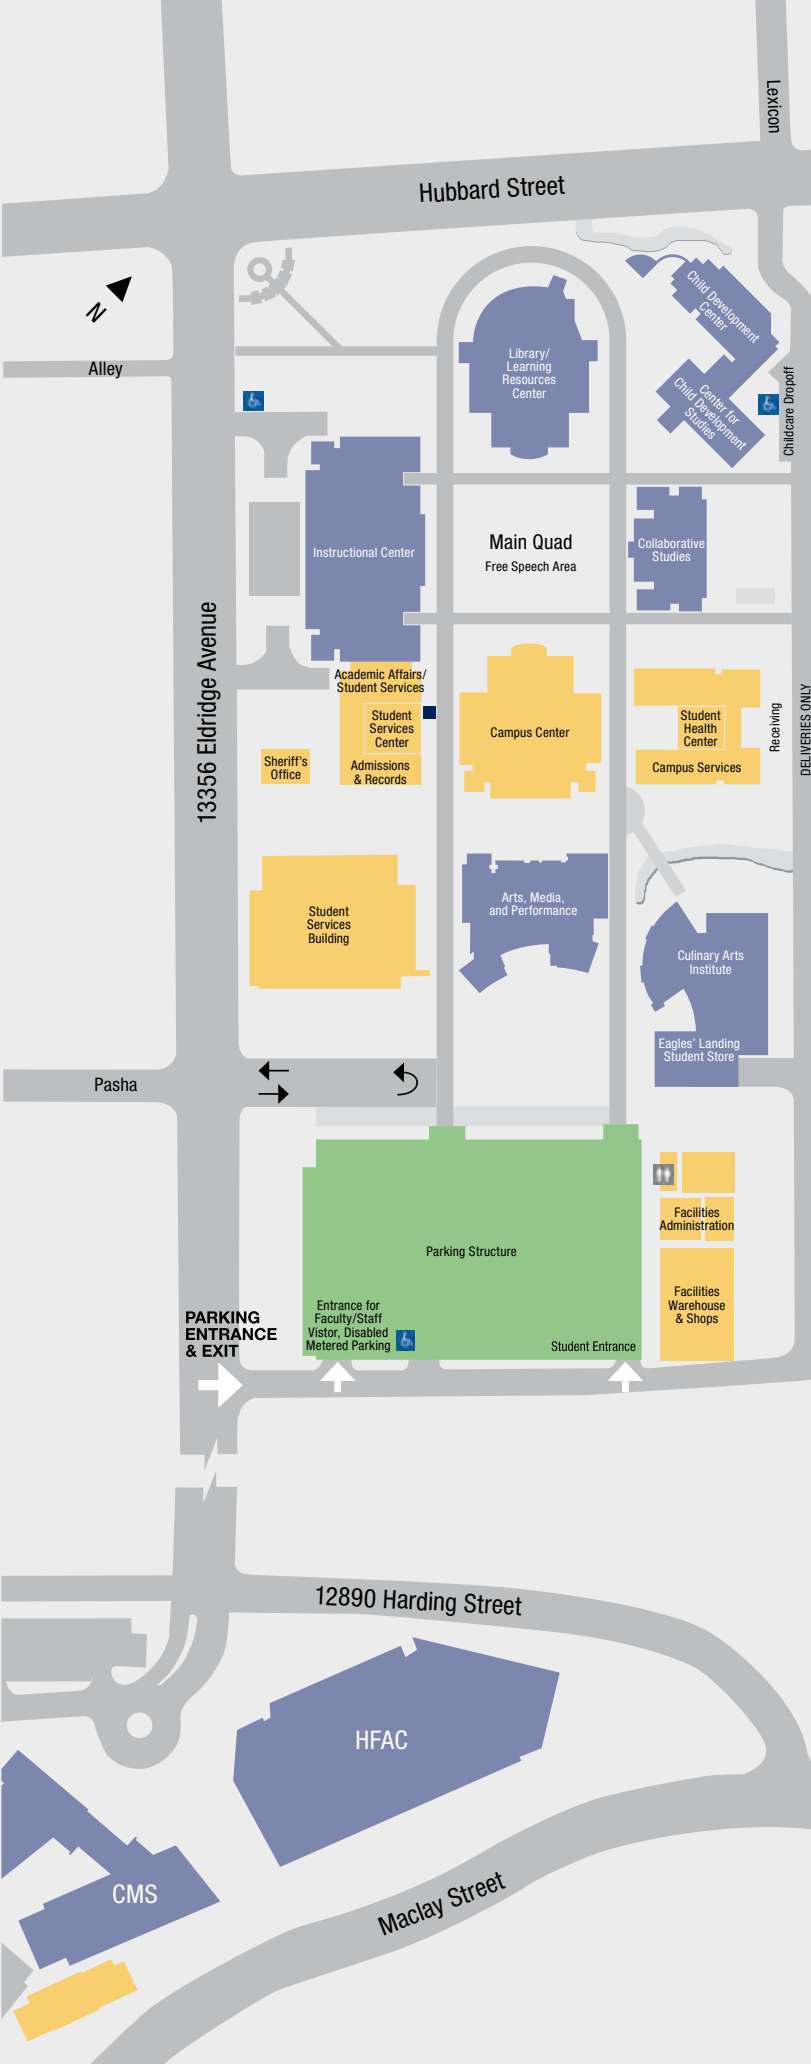 Lexicon
Hubbard Street
N
Alley
Child Development
Center
Library/
Learning
Resources
Center
Center for
Child Development
Studies
Childcare Dropoff
Instructional Center
Main Quad
Free Speech Area
Collaborative
Studies
13356 Eldridge Avenue
Academic Affairs/
Student Services
Student
Services
Center
Sheriff's
Office
Admissions
& Records
Campus Center
Student
Health
Center
Campus Services
Receiving
DELIVERIES ONLY
Student
Services
Building
Arts, Media,
and Performance
Culinary Arts
Institute
Eagles' Landing
Student Store
Pasha
Parking Structure
Facilities
Administration
Facilities
Warehouse
& Shops
PARKING
ENTRANCE
& EXIT
Entrance for
Faculty/Staff
Vistor, Disabled
Metered Parking
Student Entrance
12890 Harding Street
HFAC
CMS
Maclay Street